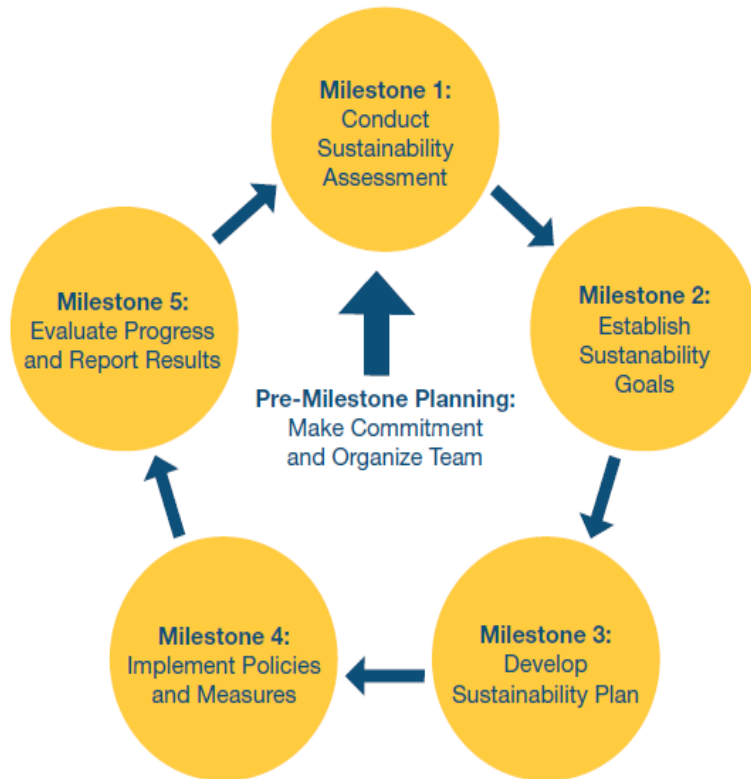 Milestone 1:
Conduct
Sustainability
Assessment
Milestone 2:
Establish
Sustanability
Goals
Milestone 3:
Develop
Sustainability Plan
Milestone 4:
Implement Policies
and Measures
Milestone 5:
Evaluate Progress
and Report Results
Pre-Milestone Planning:
Make Commitment
and Organize Team